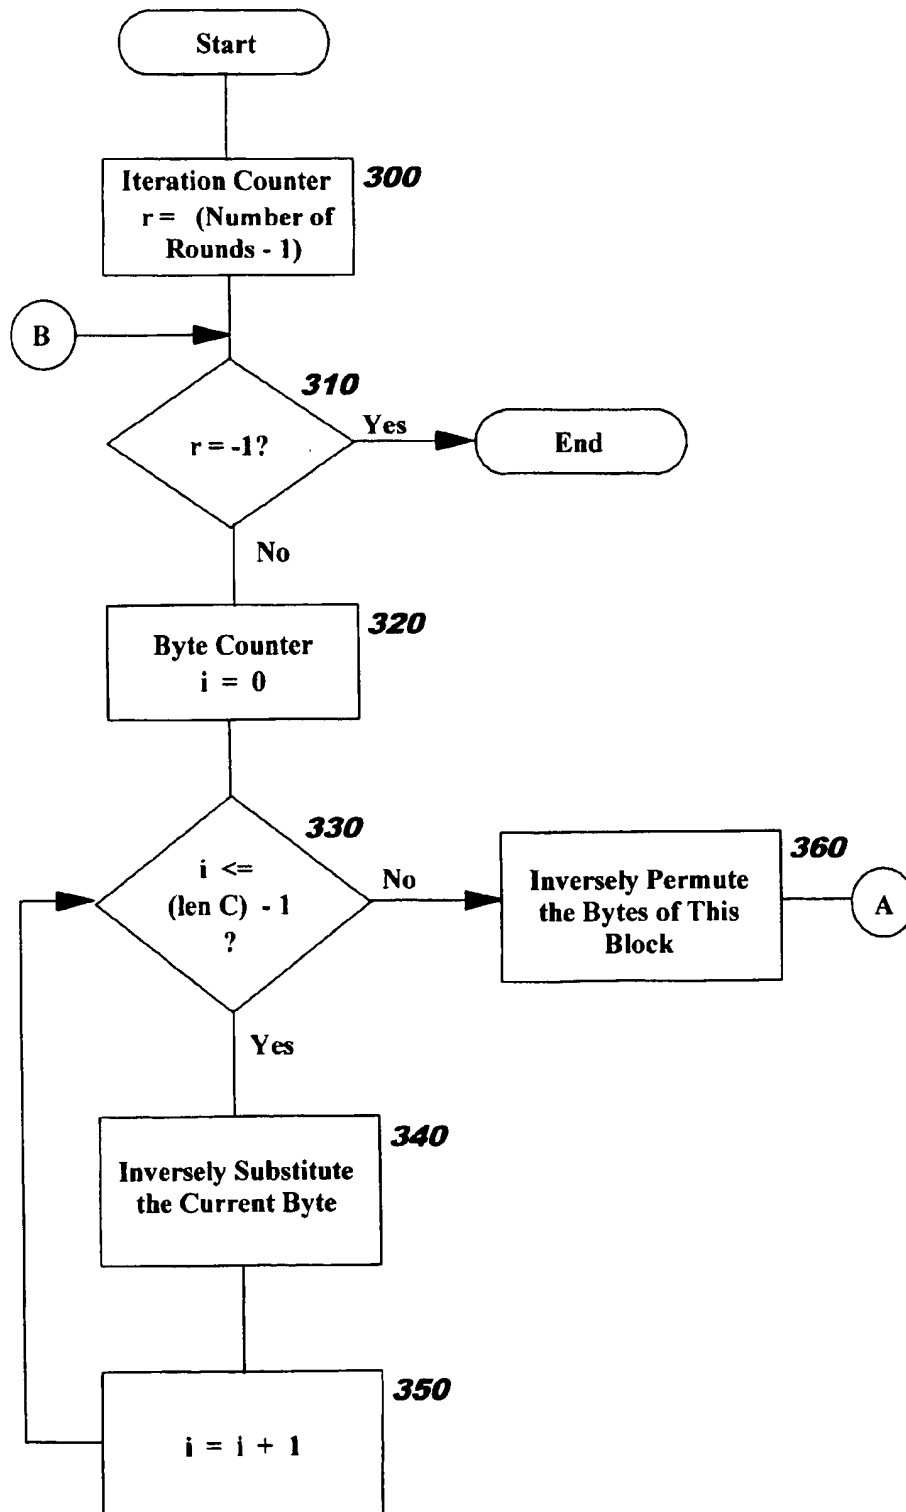 Start
Iteration Counter
r = (Number of
Rounds - 1)
300
B
310
r = -1?
Yes
End
No
Byte Counter
i = 0
320
330
i <=
(len C) - 1
?
No
Inversely Permute
the Bytes of This
Block
360
A
Yes
340
Inversely Substitute
the Current Byte
350
i = i + 1